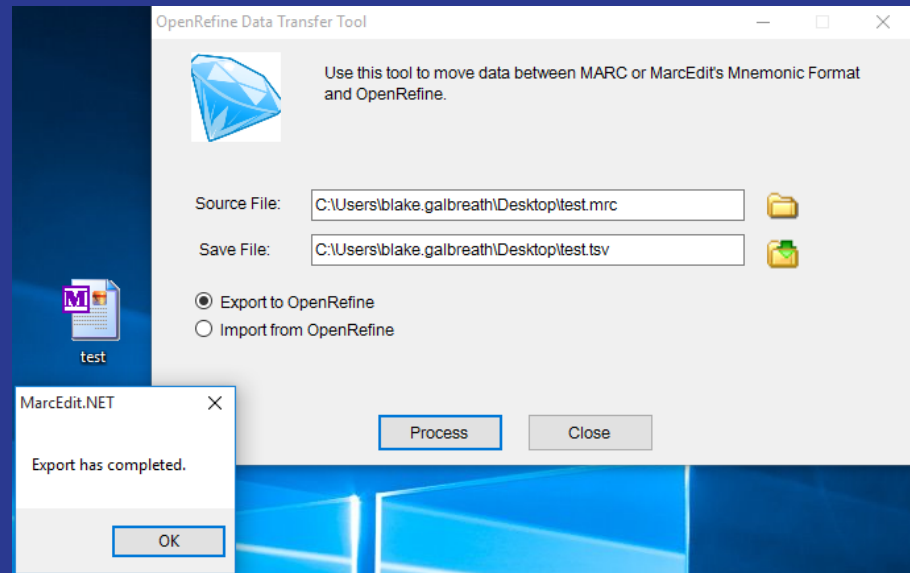 OpenRefine Data Transfer Tool
Use this tool to move data between MARC or MarcEdit's Mnemonic Format
and OpenRefine.
Source File:
C:\Users\blake.galbreath\Desktop\test.mrc
Save File:
C:\Users\blake.galbreath\Desktop\test.tsv
Export to OpenRefine
Import from OpenRefine
Process
Close
M
test
MarcEdit.NET
Export has completed.
OK